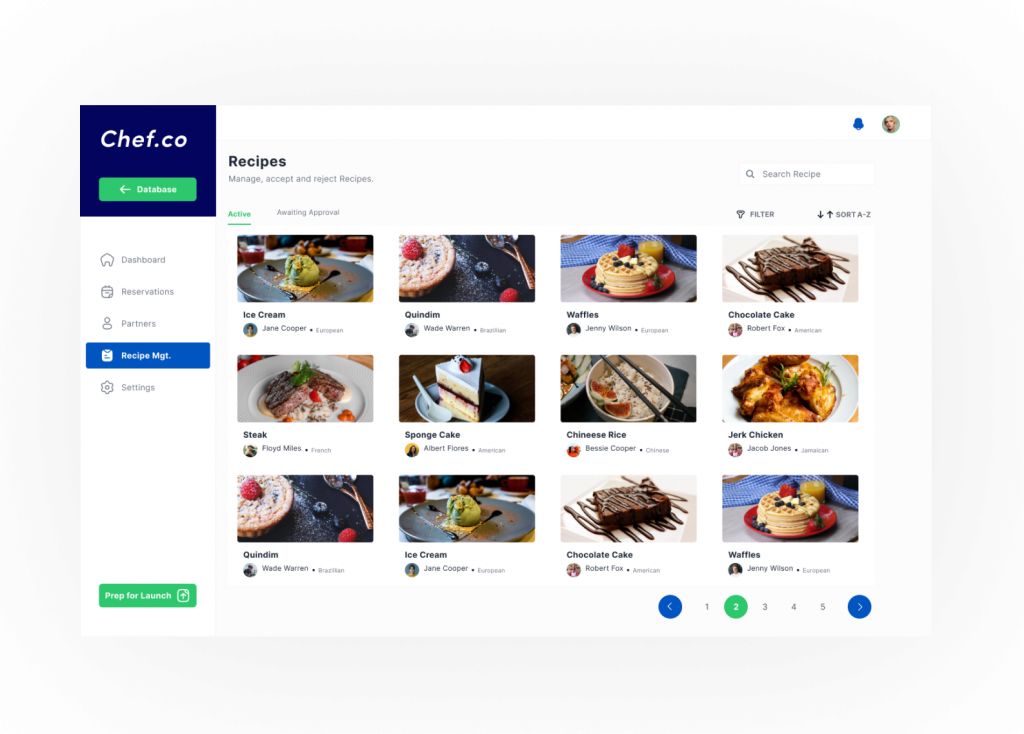 Chef.co
Database
Dashboard
Reservations
Partners
Recipe Mgt.
Settings
Prep for Launch
Recipes
Manage, accept and reject Recipes.
Search Recipe
Active
Awaiting Approval
FILTER
SORT A-Z
Ice Cream
Jane Cooper • European
Quindim
Wade Warren • Brazillian
Waffles
Jenny Wilson • European
Chocolate Cake
Robert Fox • American
Steak
Floyd Miles • French
Sponge Cake
Albert Flores • American
Chineese Rice
Bessie Cooper • Chinese
Jerk Chicken
Jacob Jones • Jamaican
Quindim
Wade Warren • Brazillian
Ice Cream
Jane Cooper • European
Chocolate Cake
Robert Fox • American
Waffles
Jenny Wilson • European
1 2 3 4 5